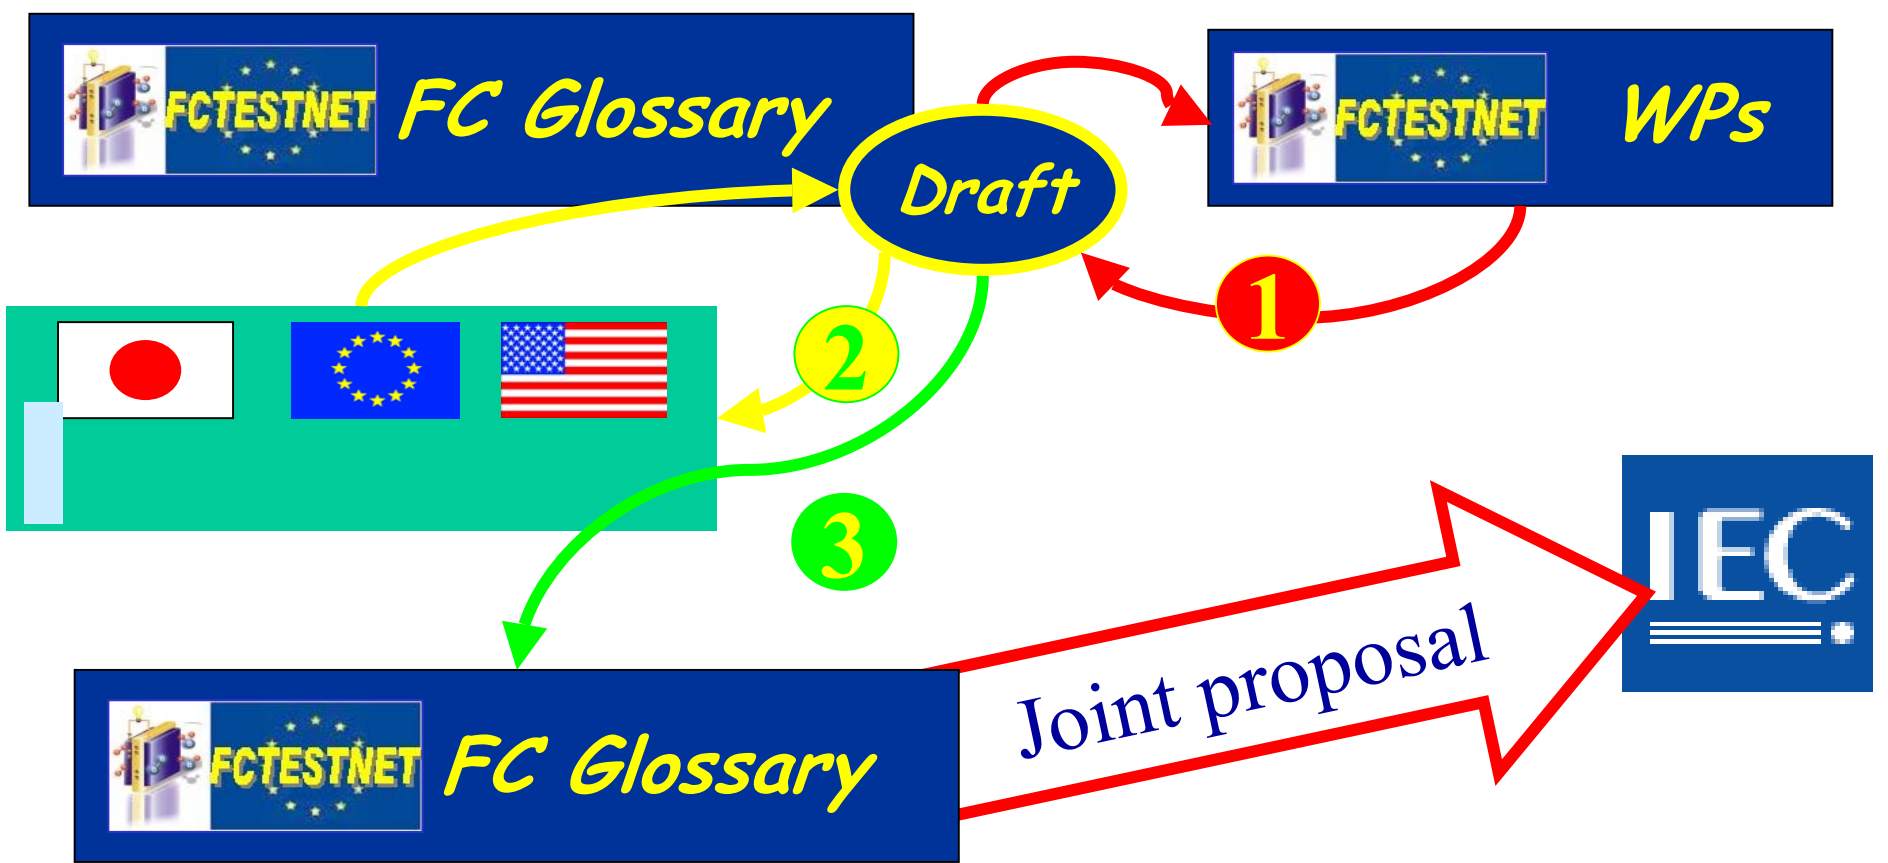 FCTESTNET FC Glossary
FCTESTNET WPs
Draft
1
2
3
IEC
Joint proposal
FCTESTNET FC Glossary